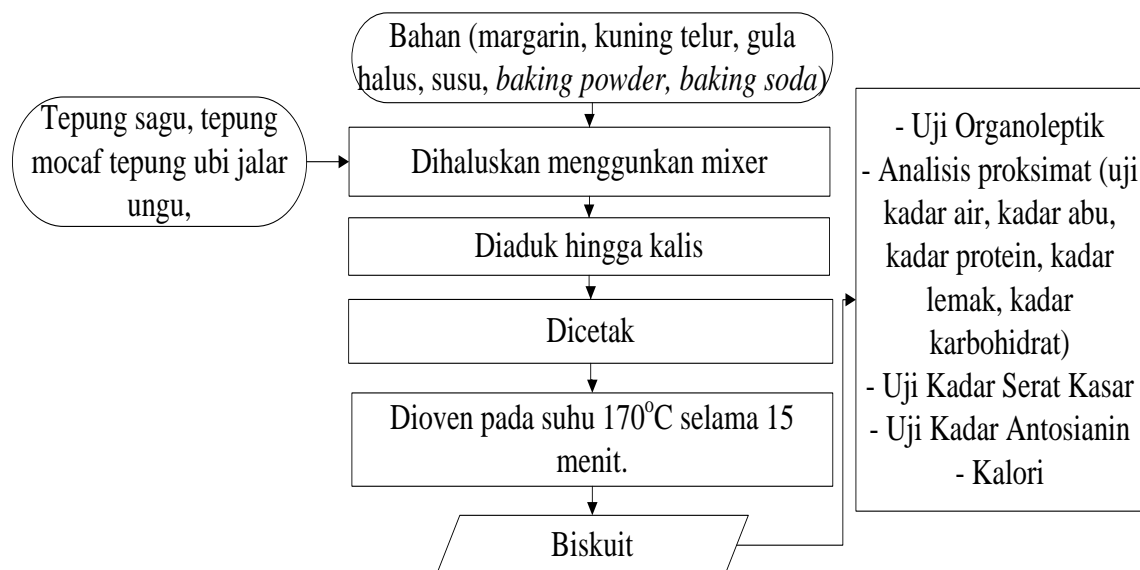 Bahan (margarin, kuning telur, gula
halus, susu, baking powder, baking soda)
Tepung sagu, tepung
mocaf tepung ubi jalar
ungu,
Dihaluskan menggunkan mixer
Diaduk hingga kalis
Dicetak
Dioven pada suhu 170°C selama 15
menit.
Biskuit
- Uji Organoleptik
- Analisis proksimat (uji
kadar air, kadar abu,
kadar protein, kadar
lemak, kadar
karbohidrat)
- Uji Kadar Serat Kasar
- Uji Kadar Antosianin
- Kalori